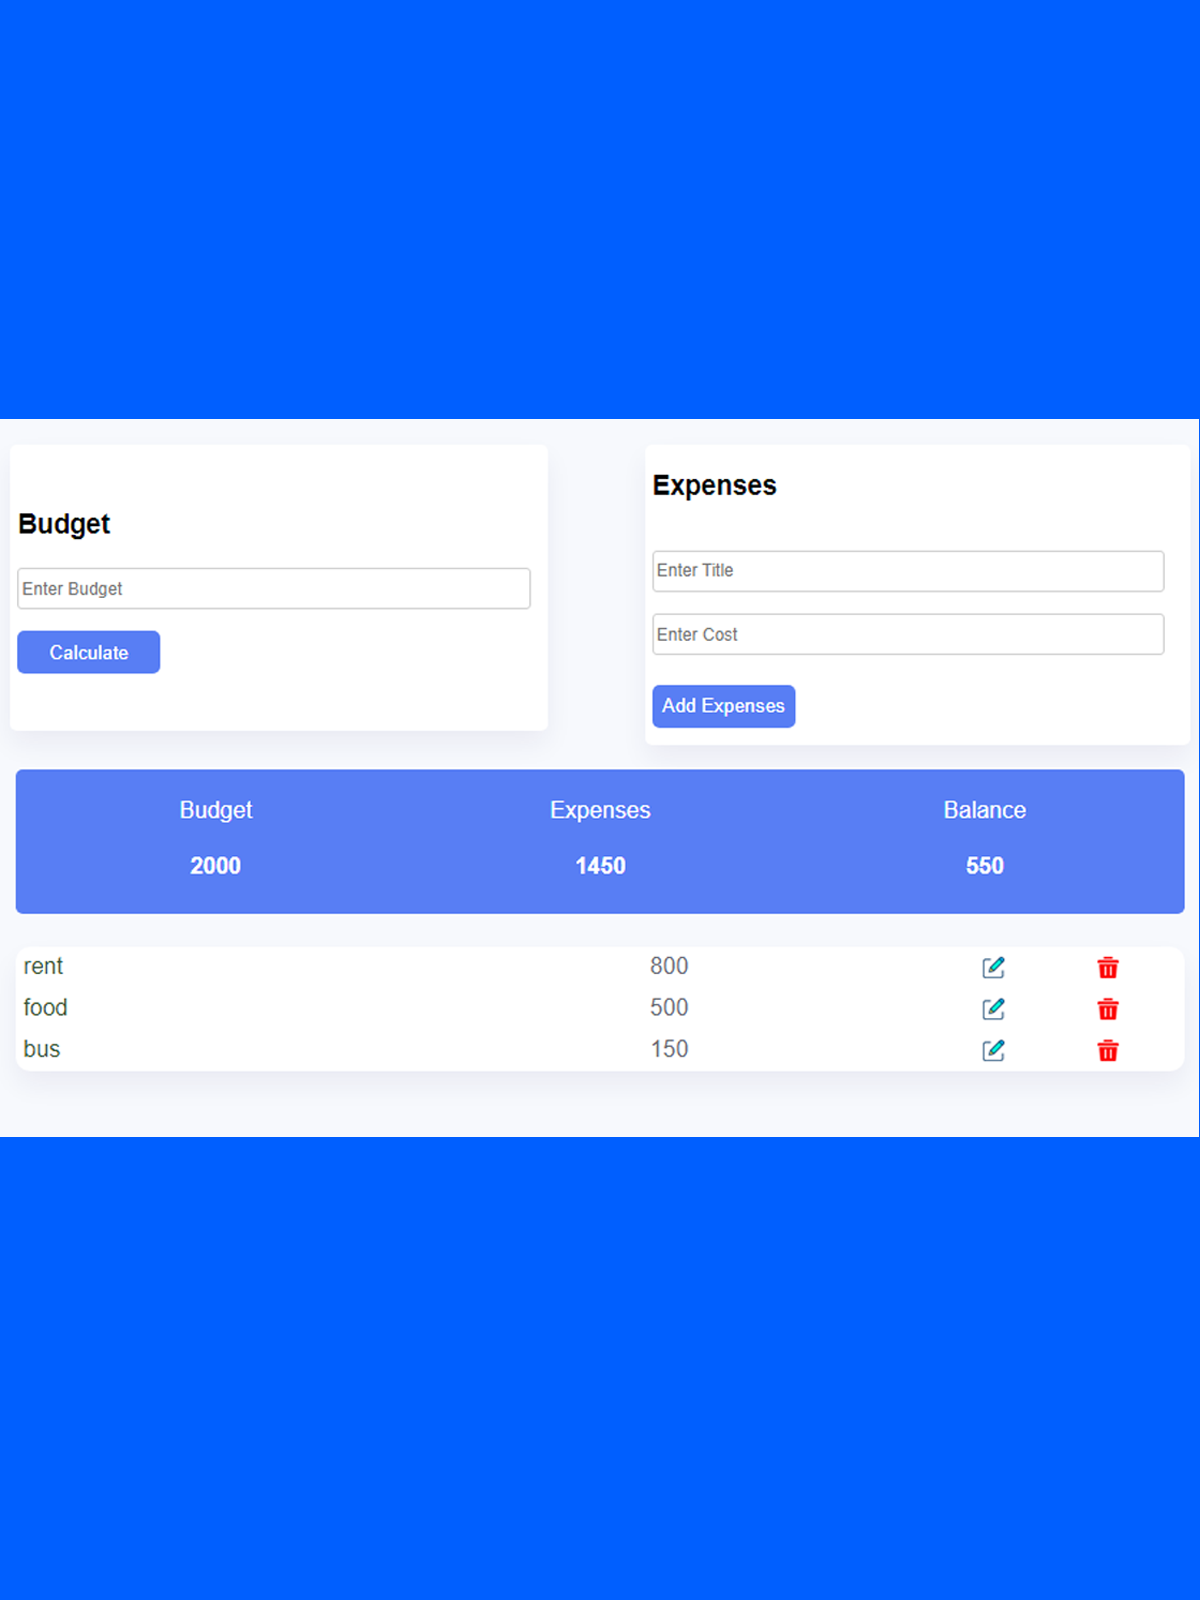 Budget
Enter Budget
Calculate
Expenses
Enter Title
Enter Cost
Add Expenses
Budget Expenses Balance
2000 1450 550
rent 800
food 500
bus 150